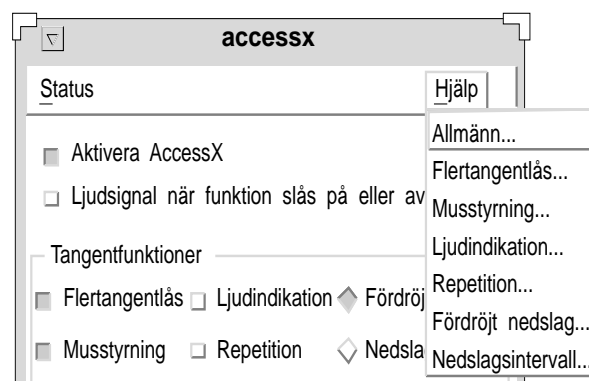 accessx
Status Hjälp
Allmänn...
Aktivera AccessX
Flertangentlås...
Ljudsignal när funktion slås på eller av
Musstyrning...
Ljudindikation...
Tangentfunktioner
Repetition...
Flertangentlås Ljudindikation Fördröj
Fördröjt nedslag...
Musstyrning Repetition Nedsla
Nedslagsintervall...